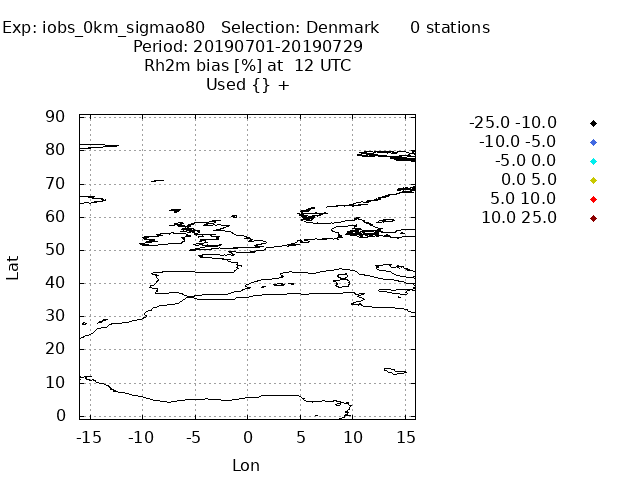 Exp: iobs_0km_sigmao80   Selection: Denmark      0 stations
Period: 20190701-20190729
Rh2m bias [%] at  12 UTC
Used {} +
-25.0 -10.0
-10.0 -5.0
-5.0 0.0
0.0 5.0
5.0 10.0
10.0 25.0
90
80
70
60
50
40
30
20
10
0
Lat
-15 -10 -5 0 5 10 15
Lon